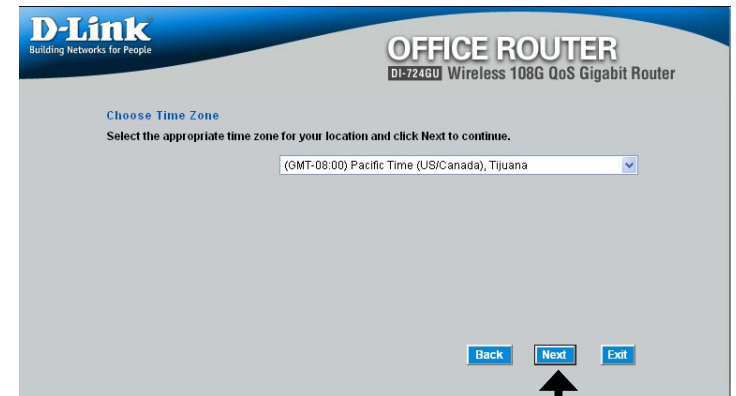 D-Link
Building Networks for People
OFFICE ROUTER
DI-724GU Wireless 108G QoS Gigabit Router
Choose Time Zone
Select the appropriate time zone for your location and click Next to continue.
(GMT-08:00) Pacific Time (US/Canada), Tijuana
Back Next Exit